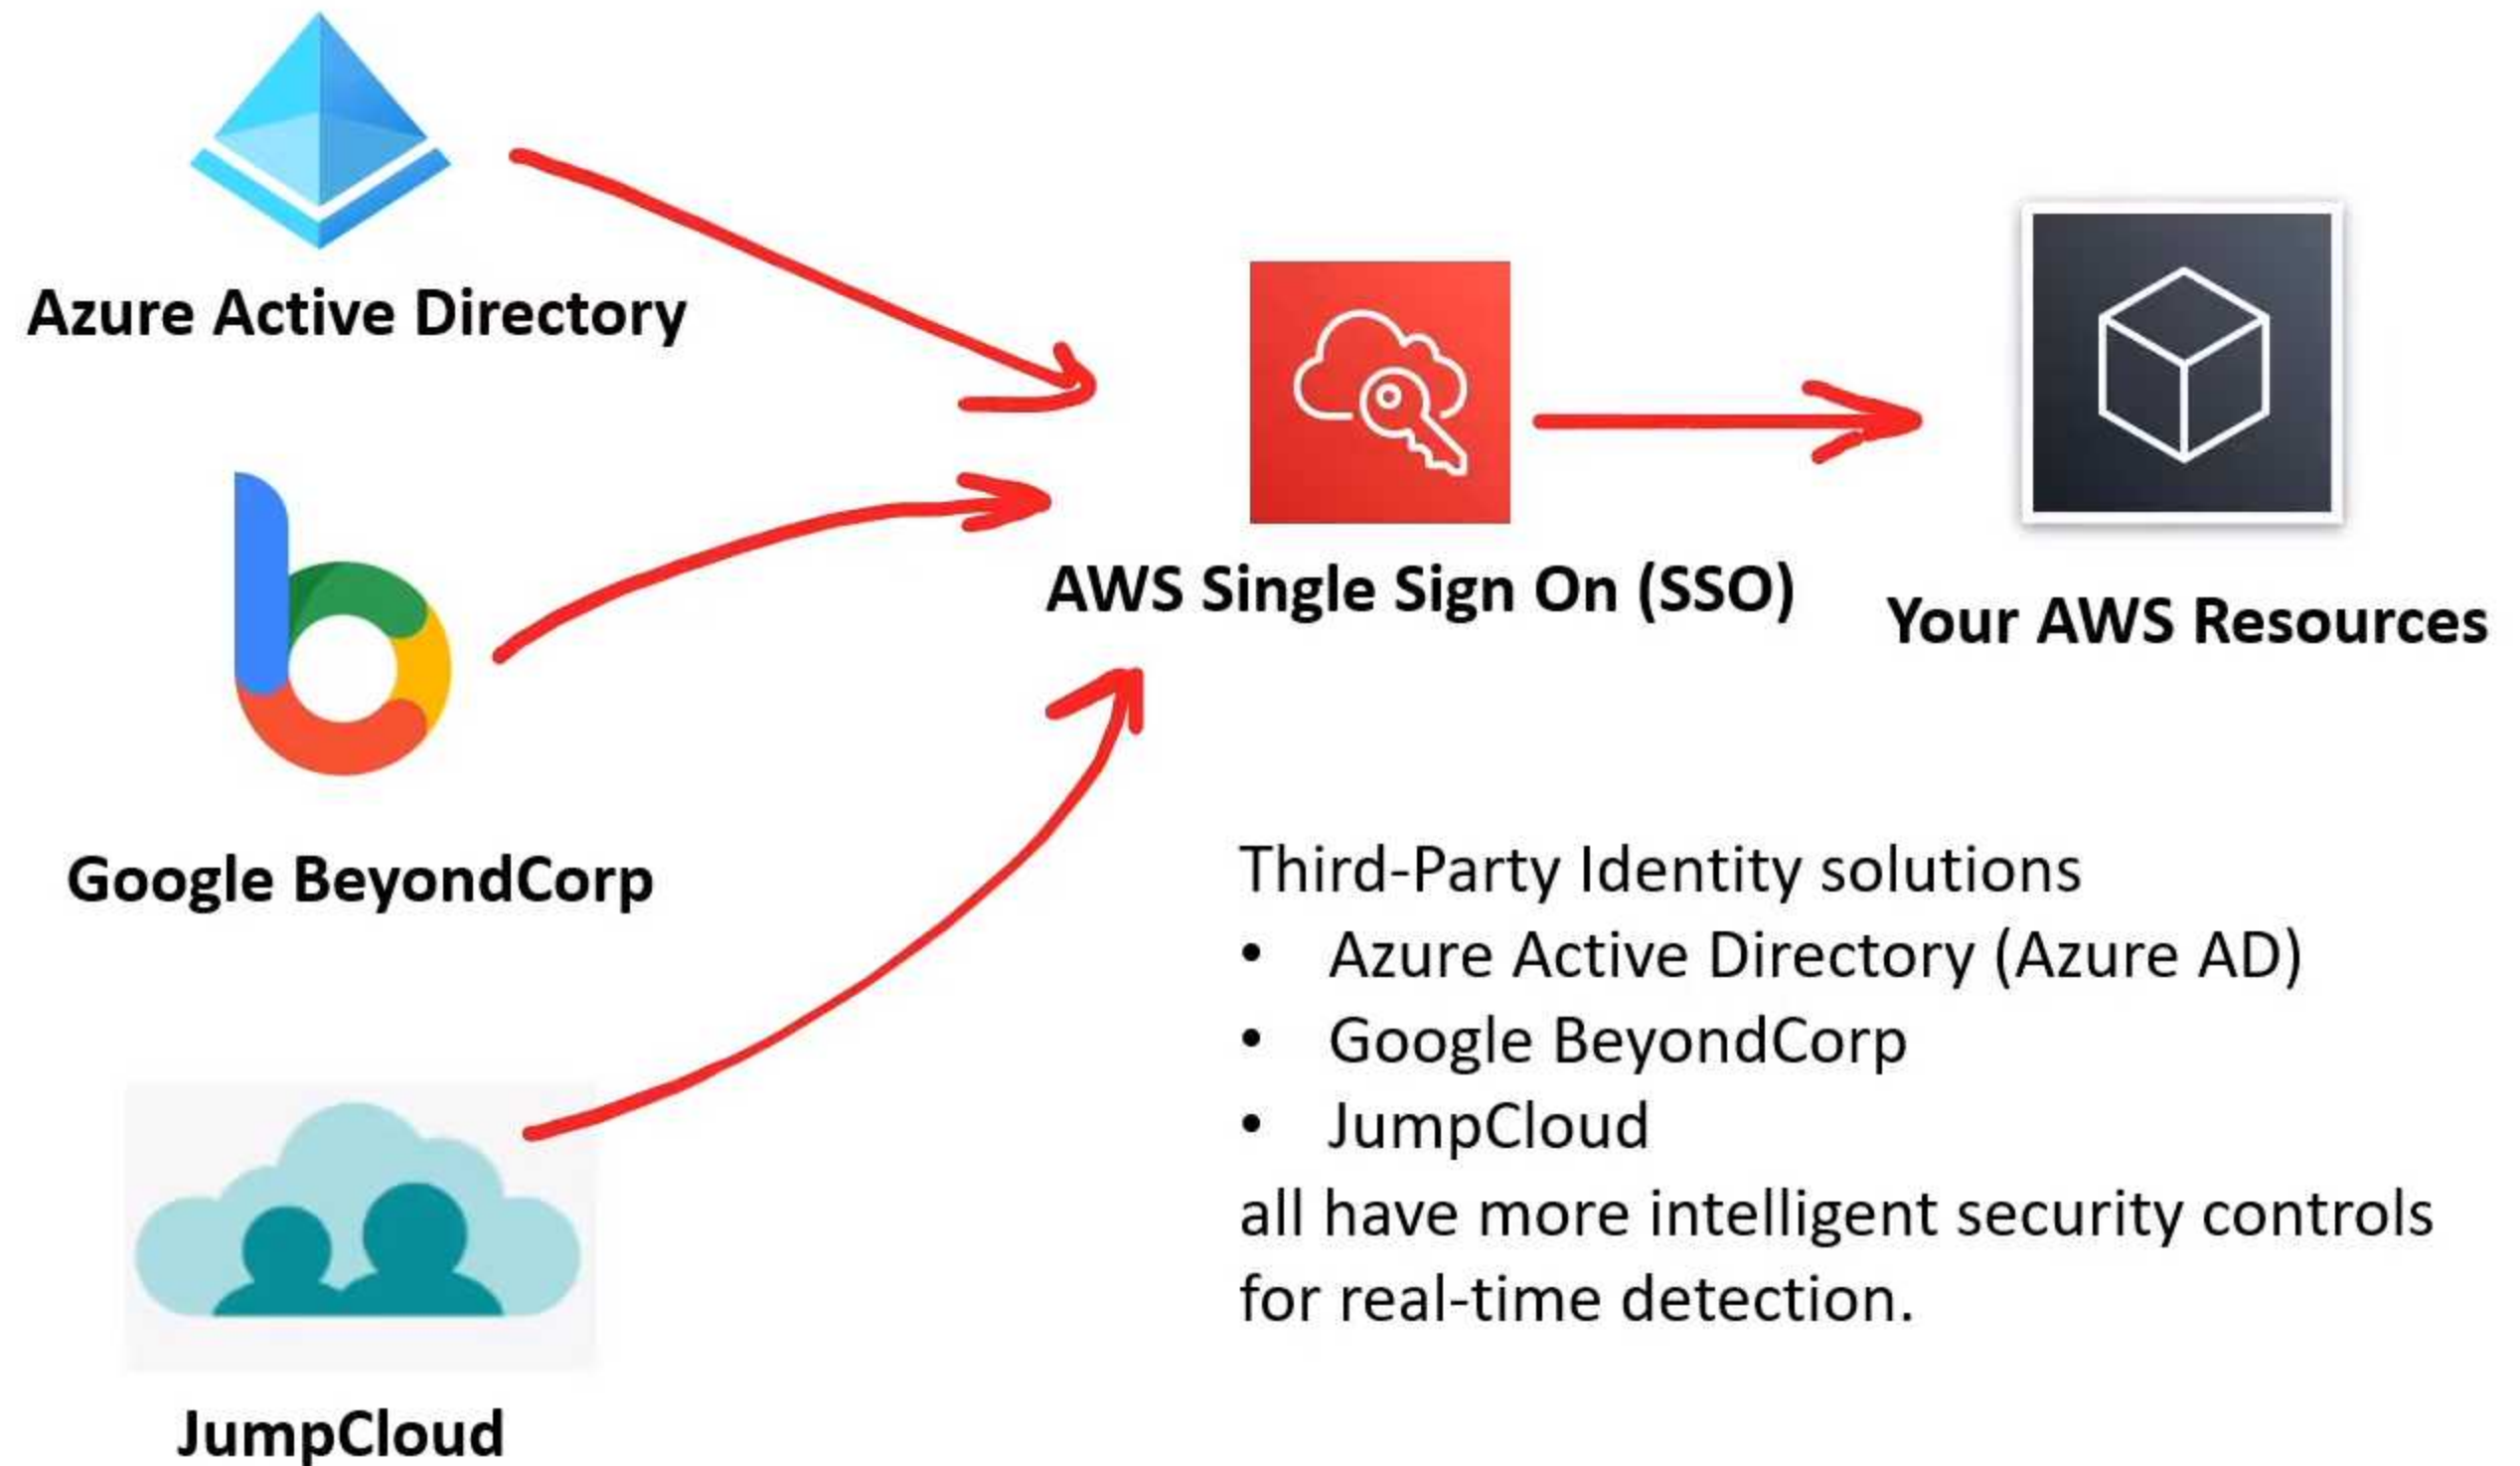 Azure Active Directory
Google BeyondCorp
JumpCloud
AWS Single Sign On (SSO)
Your AWS Resources
Third-Party Identity solutions
• Azure Active Directory (Azure AD)
• Google BeyondCorp
• JumpCloud
all have more intelligent security controls
for real-time detection.